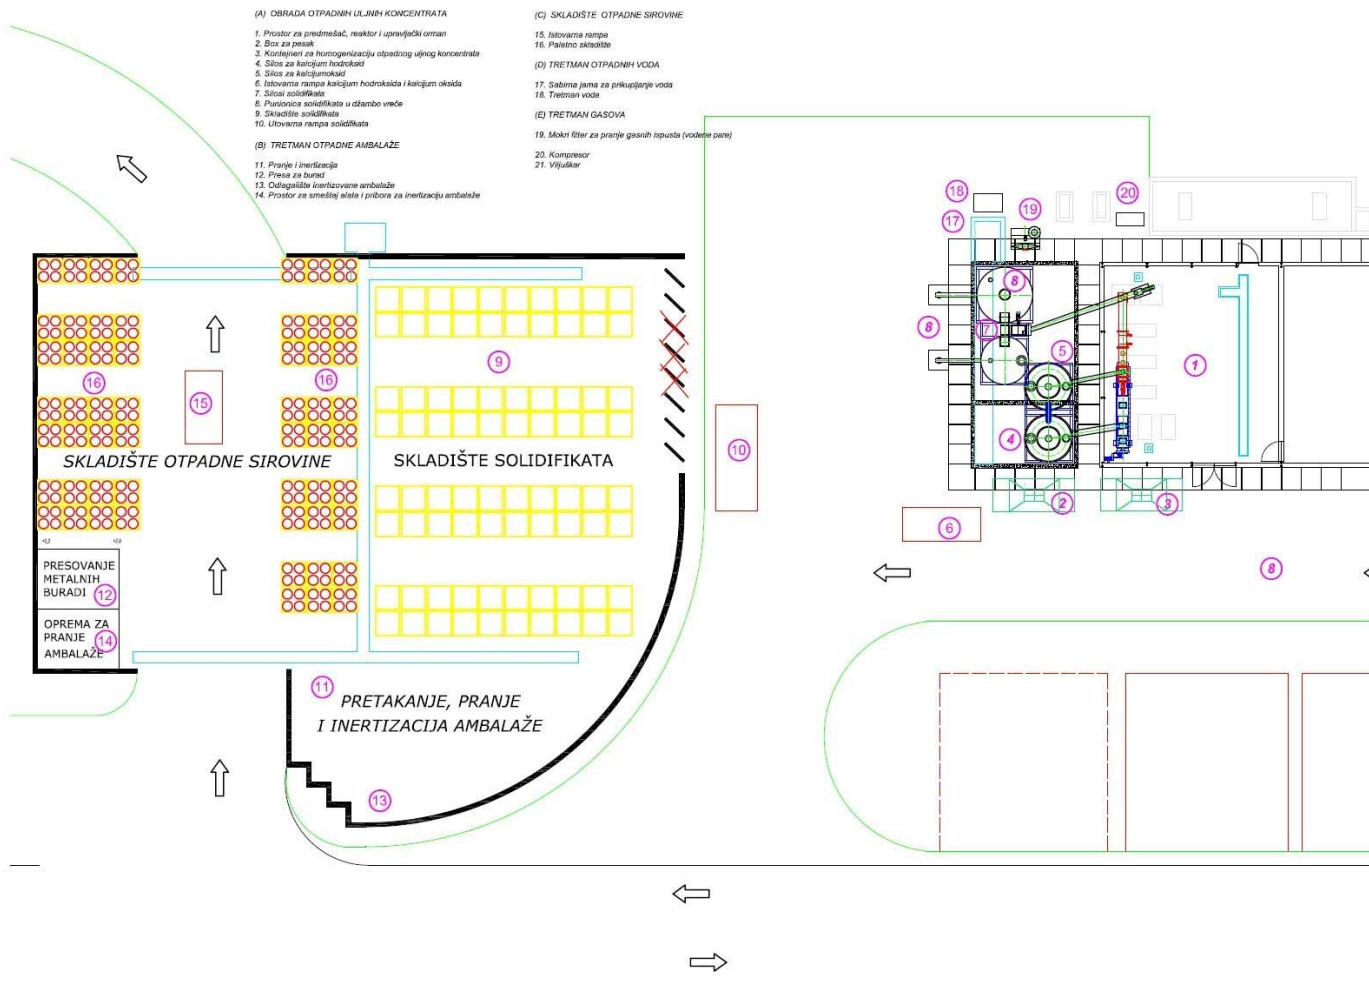 (A) OBRADA OTPADNIH ULJNIH KONCENTRATA
1. Prostor za predmešač, reaktor i upravljački orman
2. Box za pesak
3. Kontejneri za homogenizaciju otpadnog uljnog koncentrata
4. Silos za kalcijum hodroksid
5. Silos za kalcijumoksid
6. Istovarna rampa kalcijum hodroksida i kalcijum oksida
7. Silosi solidifikata
8. Punionica solidifikata u džambo vreće
9. Skladište solidifikata
10. Utovarna rampa solidifikata
(B) TRETMAN OTPADNE AMBALAŽE
11. Pranje i inertizacija
12. Presa za burad
13. Odlagalište inertizovane ambalaže
14. Prostor za smeštaj alata i pribora za inertizaciju ambalaže
(C) SKLADIŠTE OTPADNE SIROVINE
15. Istovarna rampa
16. Paletno skladište
(D) TRETMAN OTPADNIH VODA
17. Sabirna jama za prikupljanje voda
18. Tretman voda
(E) TRETMAN GASOVA
19. Mokri filter za pranje gasnih ispusta (vodene pare)
20. Kompresor
21. Viljuškar
18
20
19
17
8
7
8
5
9
1
16
16
15
4
10
SKLADIŠTE OTPADNE SIROVINE
SKLADIŠTE SOLIDIFIKATA
2
3
6
8
PRESOVANJE
METALNIH
BURADI
12
OPREMA ZA
PRANJE
AMBALAŽE
14
11
PRETAKANJE, PRANJE
I INERTIZACIJA AMBALAŽE
13